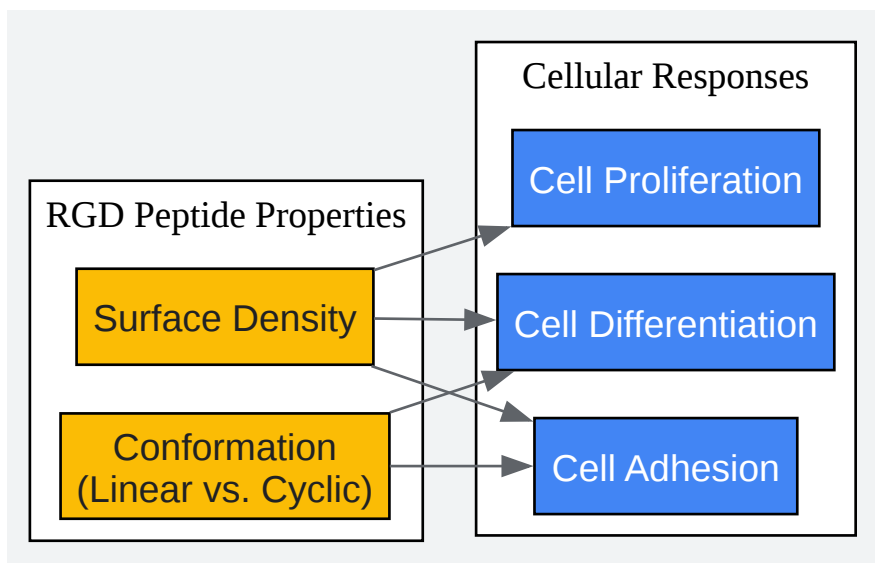 RGD Peptide Properties
Surface Density
Conformation
(Linear vs. Cyclic)
Cellular Responses
Cell Proliferation
Cell Differentiation
Cell Adhesion